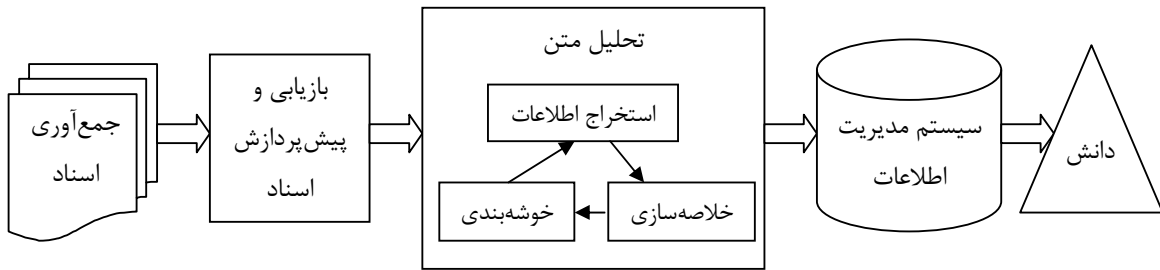 جمع‌آوری
اسناد
بازیابی و
پیش‌پردازش
اسناد
تحلیل متن
استخراج اطلاعات
خلاصه‌سازی
خوشه‌بندی
سیستم مدیریت
اطلاعات
دانش